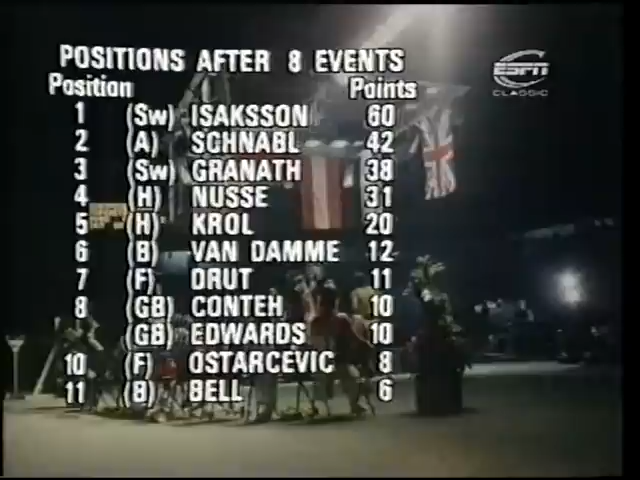 POSITIONS AFTER 8 EVENTS
Position Points
ESPN
CLASSIC
1 (Sw) ISAKSSON 60
2 (A) SCHNABL 42
3 (Sw) GRANATH 38
4 (H) NUSSE 31
5 (H) KROL 20
6 (B) VAN DAMME 12
7 (F) DRUT 11
8 (GB) CONTEH 10
(GB) EDWARDS 10
10 (F) OSTARCEVIC 8
11 (B) BELL 6